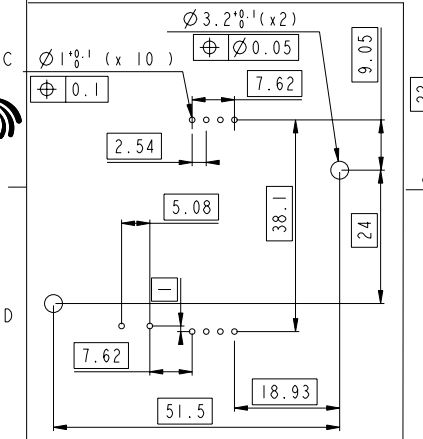 Ø3.2+0.1 0 (x2)
⌖ Ø0.05
C
Ø1+0.1 0 (x 10)
⌖ 0.1
9.05
7.62
2.54
5.08
38.1
24
1
D
7.62
18.93
51.5